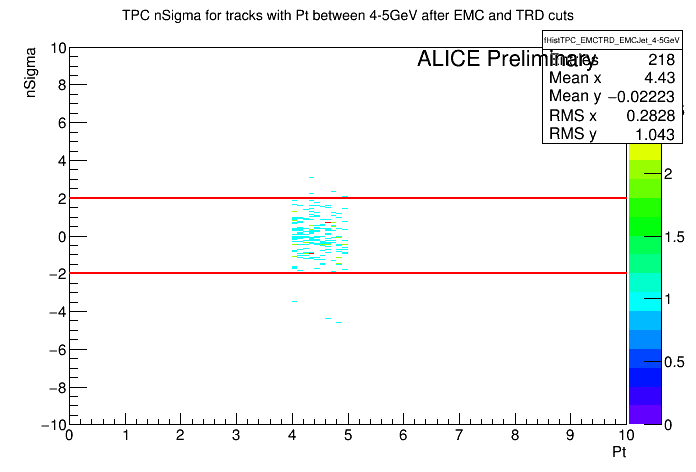 TPC nSigma for tracks with Pt between 4-5GeV after EMC and TRD cuts
fHistTPC_EMCTRD_EMCJet_4-5GeV
ALICE Preliminary
Entries 218
Mean x 4.43
Mean y −0.02223
RMS x 0.2828
RMS y 1.043
nSigma
10
8
6
4
2
0
−2
−4
−6
−8
−10
0 1 2 3 4 5 6 7 8 9 10
Pt
2
1.5
1
0.5
0